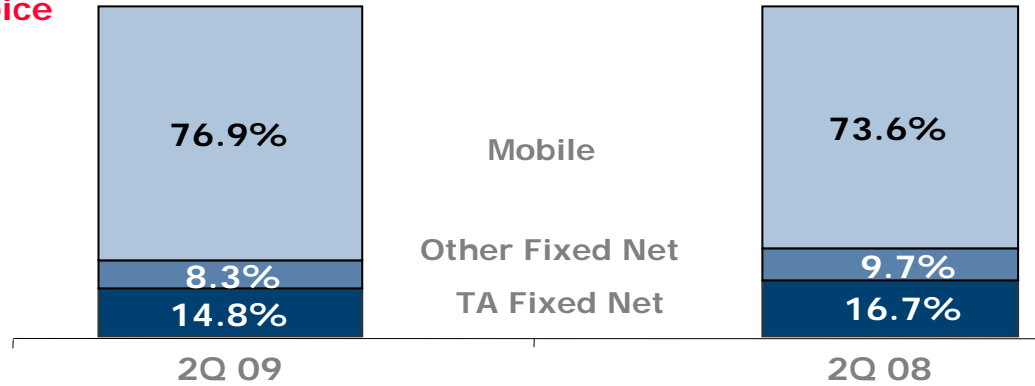 76.9%
73.6%
Mobile
Other Fixed Net
8.3%
9.7%
TA Fixed Net
14.8%
16.7%
2Q 09
2Q 08